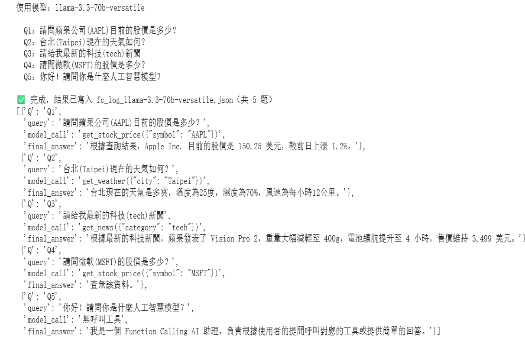 使用模型: llama-3.3-70b-versatile
Q1: 請問蘋果公司(AAPL)目前的股價是多少?
Q2: 台北(Taipei)現在的天氣如何?
Q3: 請給我最新的科技(tech)新聞
Q4: 請問微軟(MSFT)的股價是多少?
Q5: 你好! 請問你是什麼人工智慧模型?
✅ 完成, 結果已寫入 fc_log_llama-3.3-70b-versatile.json (共 5 題)
[{'Q': 'Q1',
'query': '請問蘋果公司(AAPL)目前的股價是多少?',
'model_call': 'get_stock_price({"symbol": "AAPL"})',
'final_answer': '根據查詢結果, Apple Inc. 目前的股價是 150.25 美元, 較前日上漲 1.2%。'},
{'Q': 'Q2',
'query': '台北(Taipei)現在的天氣如何?',
'model_call': 'get_weather({"city": "Taipei"})',
'final_answer': '台北現在的天氣是多雲, 溫度為25度, 濕度為70%, 風速為每小時12公里。'},
{'Q': 'Q3',
'query': '請給我最新的科技(tech)新聞',
'model_call': 'get_news({"category": "tech"})',
'final_answer': '根據最新的科技新聞, 蘋果發表了 Vision Pro 2, 重量大幅減輕至 400g, 電池續航提升至 4 小時, 售價維持 3,499 美元。'},
{'Q': 'Q4',
'query': '請問微軟(MSFT)的股價是多少?',
'model_call': 'get_stock_price({"symbol": "MSFT"})',
'final_answer': '查無該資料。'},
{'Q': 'Q5',
'query': '你好! 請問你是什麼人工智慧模型?',
'model_call': '無呼叫工具',
'final_answer': '我是一個 Function Calling AI 助理, 負責根據使用者的提問呼叫對應的工具或提供簡單的回答。'}]